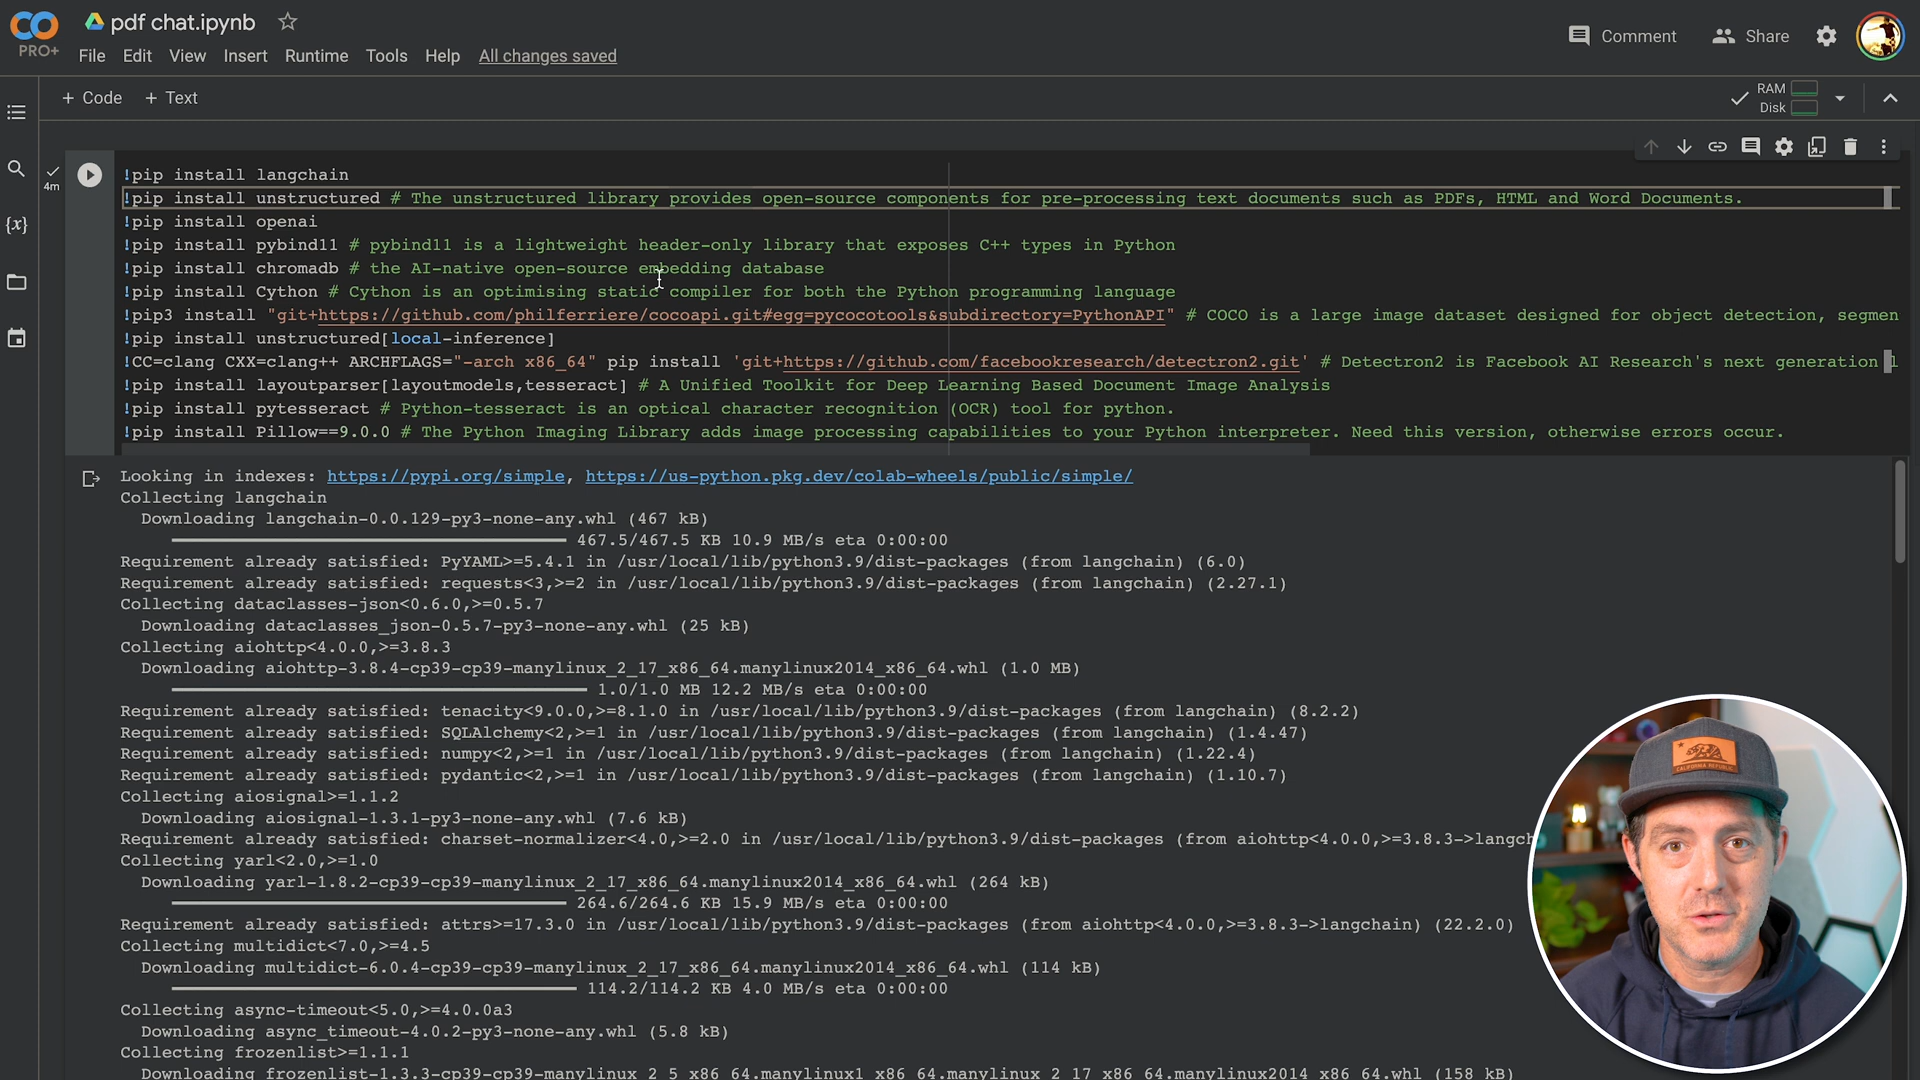 CO
PRO+
pdf chat.ipynb
File Edit View Insert Runtime Tools Help All changes saved
Comment
Share
+ Code + Text
RAM
Disk
4m
{x}
!pip install langchain
!pip install unstructured # The unstructured library provides open-source components for pre-processing text documents such as PDFs, HTML and Word Documents.
!pip install openai
!pip install pybind11 # pybind11 is a lightweight header-only library that exposes C++ types in Python
!pip install chromadb # the AI-native open-source embedding database
!pip install Cython # Cython is an optimising static compiler for both the Python programming language
!pip3 install "git+https://github.com/philferriere/cocoapi.git#egg=pycocotools&subdirectory=PythonAPI" # COCO is a large image dataset designed for object detection, segmen
!pip install unstructured[local-inference]
!CC=clang CXX=clang++ ARCHFLAGS="-arch x86_64" pip install 'git+https://github.com/facebookresearch/detectron2.git' # Detectron2 is Facebook AI Research's next generation l
!pip install layoutparser[layoutmodels,tesseract] # A Unified Toolkit for Deep Learning Based Document Image Analysis
!pip install pytesseract # Python-tesseract is an optical character recognition (OCR) tool for python.
!pip install Pillow==9.0.0 # The Python Imaging Library adds image processing capabilities to your Python interpreter. Need this version, otherwise errors occur.
Looking in indexes: https://pypi.org/simple, https://us-python.pkg.dev/colab-wheels/public/simple/
Collecting langchain
Downloading langchain-0.0.129-py3-none-any.whl (467 kB)
467.5/467.5 KB 10.9 MB/s eta 0:00:00
Requirement already satisfied: PyYAML>=5.4.1 in /usr/local/lib/python3.9/dist-packages (from langchain) (6.0)
Requirement already satisfied: requests<3,>=2 in /usr/local/lib/python3.9/dist-packages (from langchain) (2.27.1)
Collecting dataclasses-json<0.6.0,>=0.5.7
Downloading dataclasses_json-0.5.7-py3-none-any.whl (25 kB)
Collecting aiohttp<4.0.0,>=3.8.3
Downloading aiohttp-3.8.4-cp39-cp39-manylinux_2_17_x86_64.manylinux2014_x86_64.whl (1.0 MB)
1.0/1.0 MB 12.2 MB/s eta 0:00:00
Requirement already satisfied: tenacity<9.0.0,>=8.1.0 in /usr/local/lib/python3.9/dist-packages (from langchain) (8.2.2)
Requirement already satisfied: SQLAlchemy<2,>=1 in /usr/local/lib/python3.9/dist-packages (from langchain) (1.4.47)
Requirement already satisfied: numpy<2,>=1 in /usr/local/lib/python3.9/dist-packages (from langchain) (1.22.4)
Requirement already satisfied: pydantic<2,>=1 in /usr/local/lib/python3.9/dist-packages (from langchain) (1.10.7)
Collecting aiosignal>=1.1.2
Downloading aiosignal-1.3.1-py3-none-any.whl (7.6 kB)
Requirement already satisfied: charset-normalizer<4.0,>=2.0 in /usr/local/lib/python3.9/dist-packages (from aiohttp<4.0.0,>=3.8.3->langch
Collecting yarl<2.0,>=1.0
Downloading yarl-1.8.2-cp39-cp39-manylinux_2_17_x86_64.manylinux2014_x86_64.whl (264 kB)
264.6/264.6 KB 15.9 MB/s eta 0:00:00
Requirement already satisfied: attrs>=17.3.0 in /usr/local/lib/python3.9/dist-packages (from aiohttp<4.0.0,>=3.8.3->langchain) (22.2.0)
Collecting multidict<7.0,>=4.5
Downloading multidict-6.0.4-cp39-cp39-manylinux_2_17_x86_64.manylinux2014_x86_64.whl (114 kB)
114.2/114.2 KB 4.0 MB/s eta 0:00:00
Collecting async-timeout<5.0,>=4.0.0a3
Downloading async_timeout-4.0.2-py3-none-any.whl (5.8 kB)
Collecting frozenlist>=1.1.1
Downloading frozenlist-1.3.3-cp39-cp39-manylinux_2_5_x86_64.manylinux1_x86_64.manylinux_2_17_x86_64.manylinux2014_x86_64.whl (158 kB)
CALIFORNIA REPUBLIC